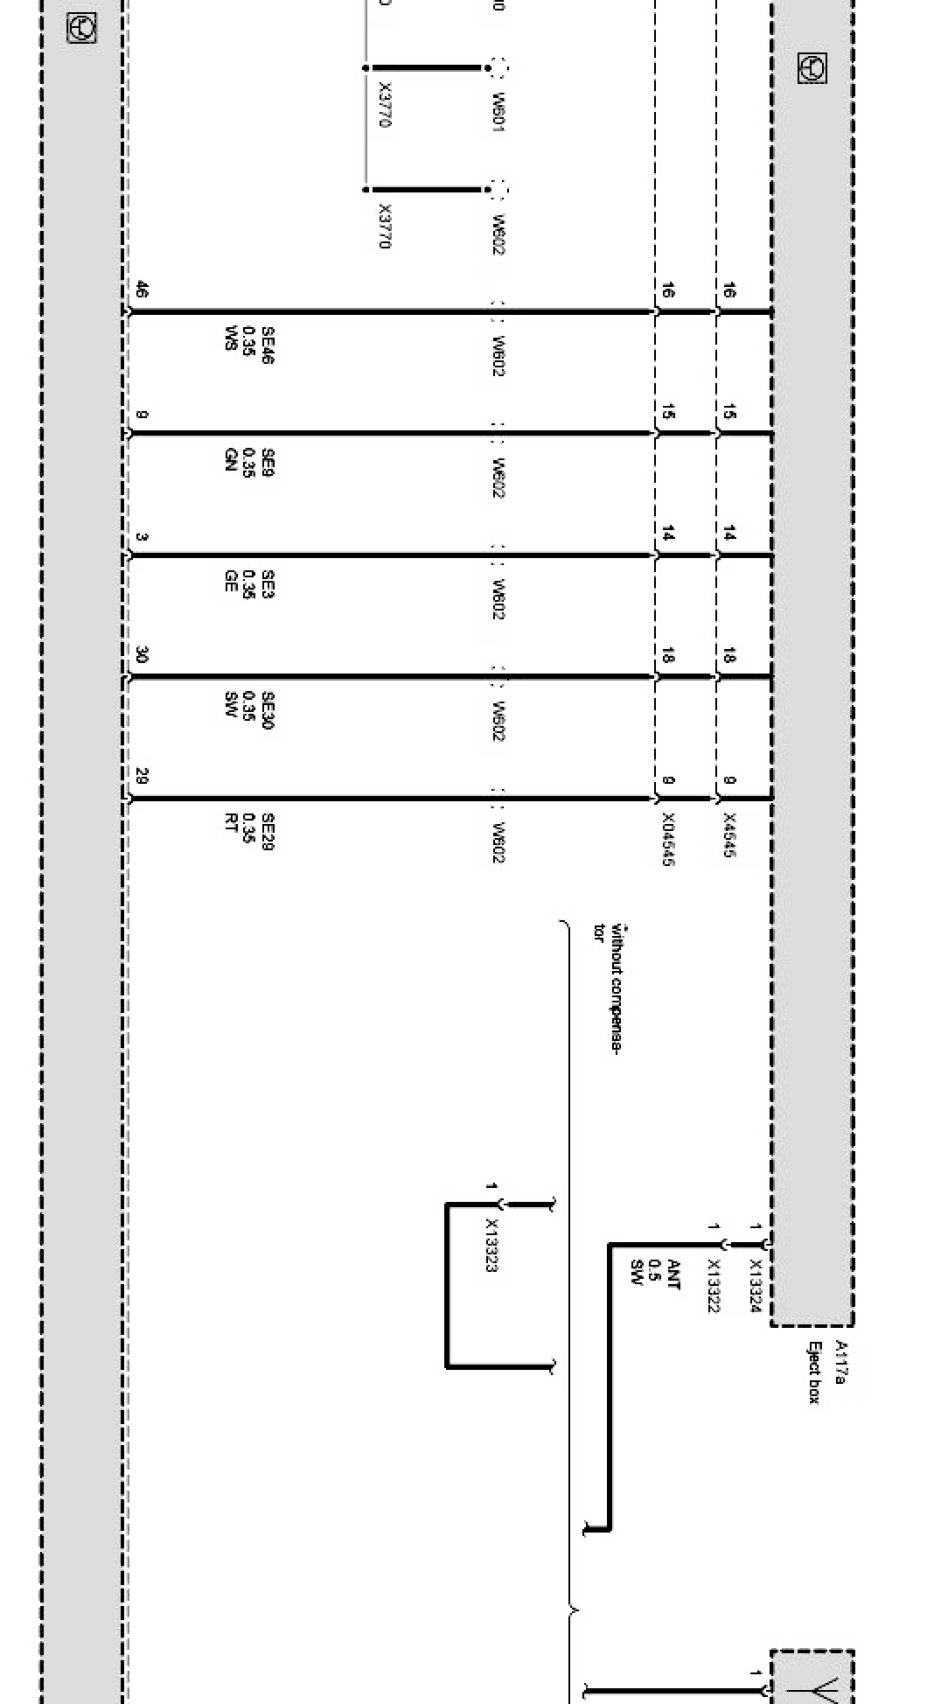 W601
X3770
W602
X3770
46
16
16
SE46
0.35
WS
W602
9
15
15
SE9
0.35
GN
W602
3
14
14
SE3
0.35
GE
W602
30
18
18
SE30
0.35
SW
W602
29
9
9
SE29
0.35
RT
W602
X04545
X4545
without compensa-
tor
1
X13323
1
X13322
1
X13324
ANT
0.5
SW
A117a
Eject box
1